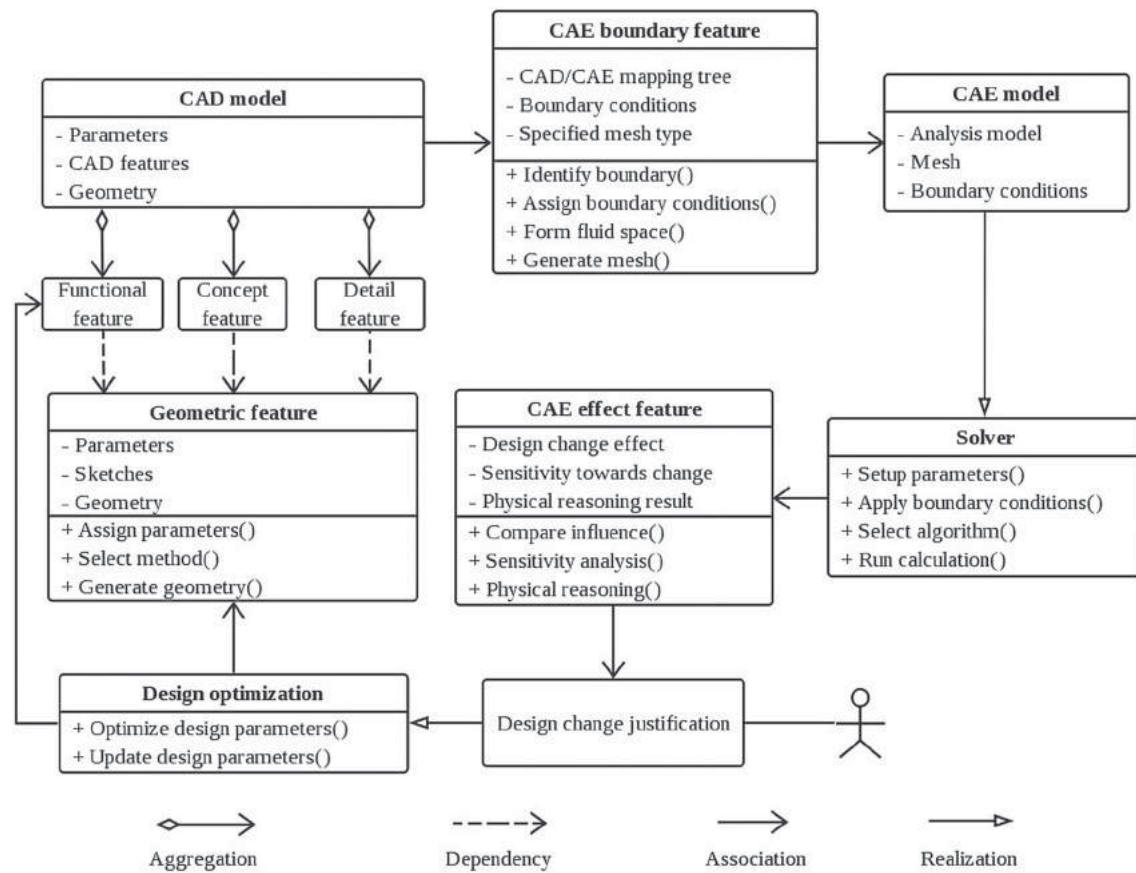 CAD model
- Parameters
- CAD features
- Geometry
CAE boundary feature
- CAD/CAE mapping tree
- Boundary conditions
- Specified mesh type
+ Identify boundary()
+ Assign boundary conditions()
+ Form fluid space()
+ Generate mesh()
CAE model
- Analysis model
- Mesh
- Boundary conditions
Functional
feature
Concept
feature
Detail
feature
Geometric feature
- Parameters
- Sketches
- Geometry
+ Assign parameters()
+ Select method()
+ Generate geometry()
CAE effect feature
- Design change effect
- Sensitivity towards change
- Physical reasoning result
+ Compare influence()
+ Sensitivity analysis()
+ Physical reasoning()
Solver
+ Setup parameters()
+ Apply boundary conditions()
+ Select algorithm()
+ Run calculation()
Design optimization
+ Optimize design parameters()
+ Update design parameters()
Design change justification
Aggregation
Dependency
Association
Realization